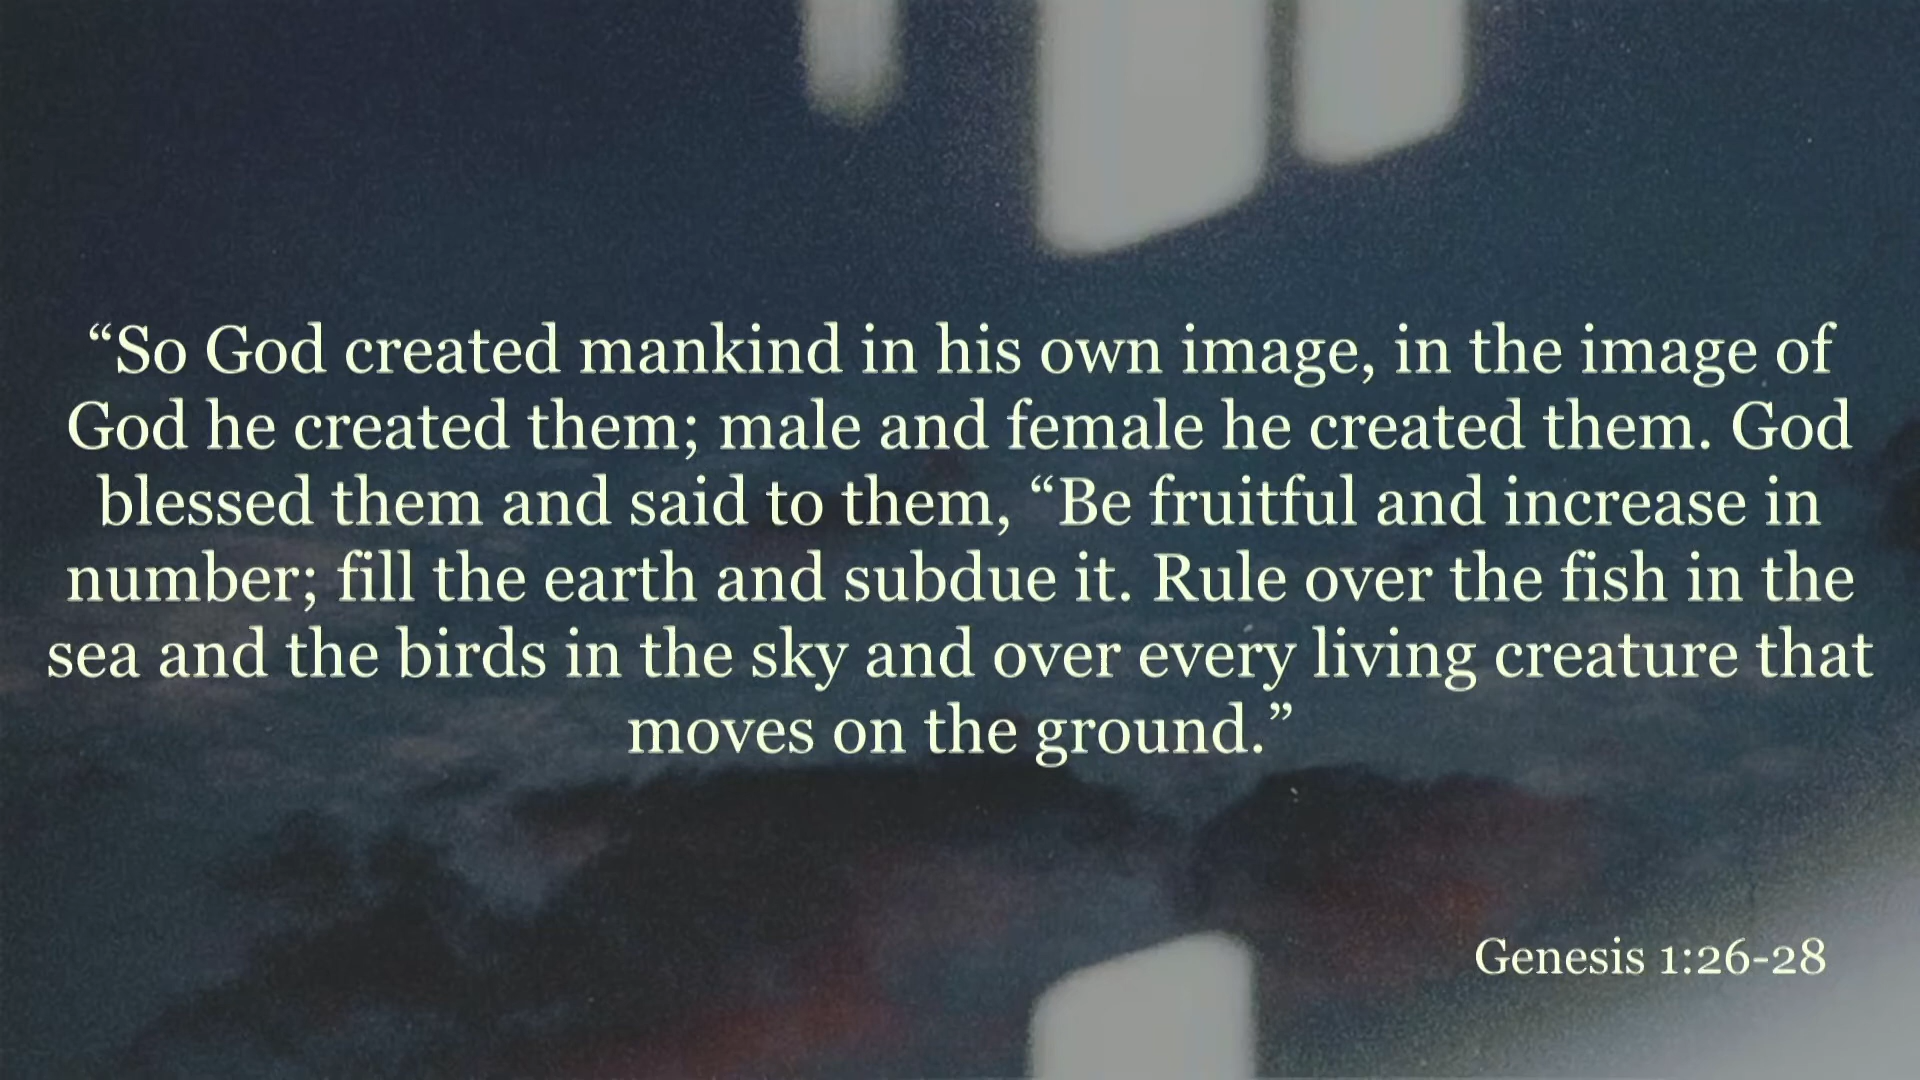 “So God created mankind in his own image, in the image of
God he created them; male and female he created them. God
blessed them and said to them, “Be fruitful and increase in
number; fill the earth and subdue it. Rule over the fish in the
sea and the birds in the sky and over every living creature that
moves on the ground.”
Genesis 1:26-28